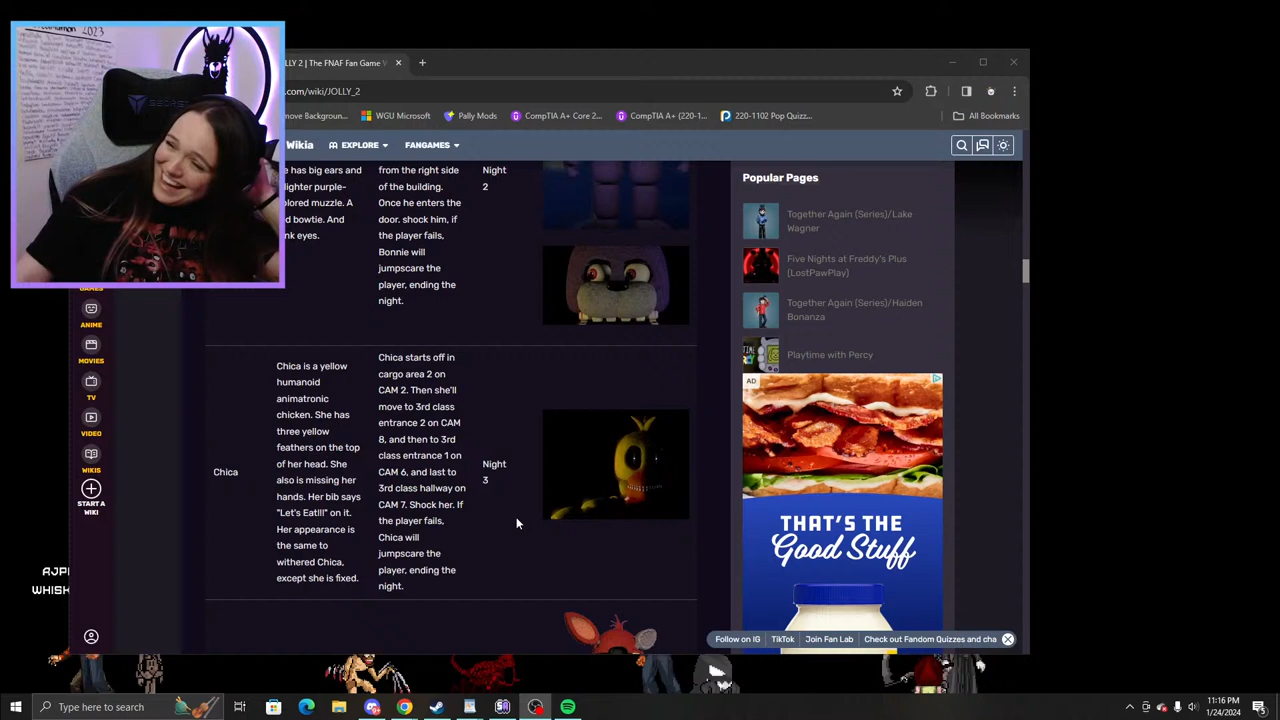 2023
SECRET
OLLY 2 | The FNAF Fan Game W
.com/wiki/JOLLY_2
move Backgroun...
WGU Microsoft
CompTIA A+ Core 2...
CompTIA A+ (220-1...
220-1102 Pop Quizz...
All Bookmarks
Wikia
EXPLORE
FANGAMES
e has big ears and
lighter purple-
olored muzzle. A
d bowtie. And
nk eyes.
from the right side
of the building.
Once he enters the
door. shock him, if
the player fails,
Bonnie will
jumpscare the
player, ending the
night.
Night
2
Chica
Chica is a yellow
humanoid
animatronic
chicken. She has
three yellow
feathers on the top
of her head. She
also is missing her
hands. Her bib says
"Let's Eat!!!" on it.
Her appearance is
the same to
withered Chica,
except she is fixed.
Chica starts off in
cargo area 2 on
CAM 2. Then she'll
move to 3rd class
entrance 2 on CAM
8, and then to 3rd
class entrance 1 on
CAM 6, and last to
3rd class hallway on
CAM 7. Shock her. If
the player fails,
Chica will
jumpscare the
player, ending the
night.
Night
3
Popular Pages
Together Again (Series)/Lake
Wagner
Five Nights at Freddy's Plus
(LostPawPlay)
Together Again (Series)/Haiden
Bonanza
Playtime with Percy
AD
THAT'S THE
Good Stuff
GAMES
ANIME
MOVIES
TV
VIDEO
WIKIS
START A
WIKI
AJP
WHISK
Follow on IG
TikTok
Join Fan Lab
Check out Fandom Quizzes and cha
Type here to search
11:16 PM
1/24/2024